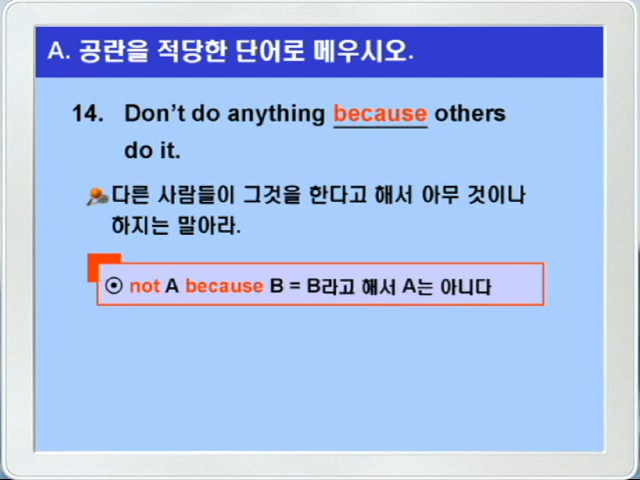 A. 공란을 적당한 단어로 메우시오.
14. Don't do anything because others
do it.
다른 사람들이 그것을 한다고 해서 아무 것이나
하지는 말아라.
⊙ not A because B = B라고 해서 A는 아니다